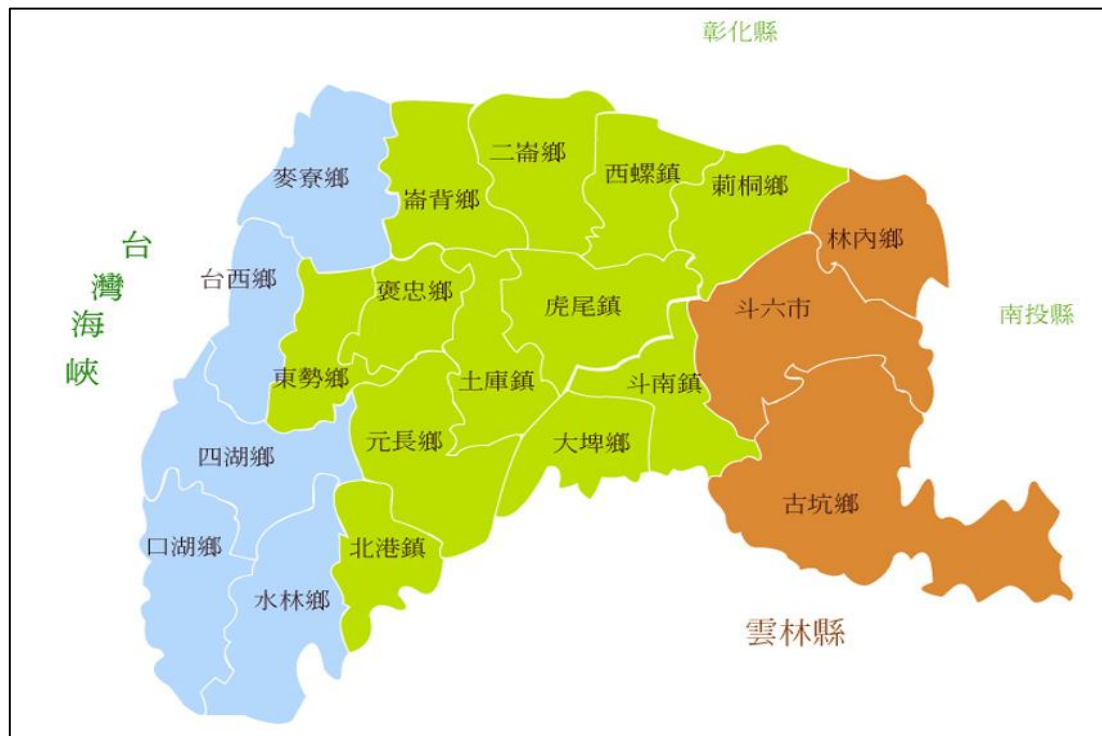 彰化縣
二崙鄉
西螺鎮
麥寮鄉
崙背鄉
莿桐鄉
林內鄉
台灣海峽
台西鄉
褒忠鄉
虎尾鎮
斗六市
南投縣
東勢鄉
土庫鎮
斗南鎮
四湖鄉
元長鄉
大埤鄉
古坑鄉
口湖鄉
北港鎮
水林鄉
雲林縣